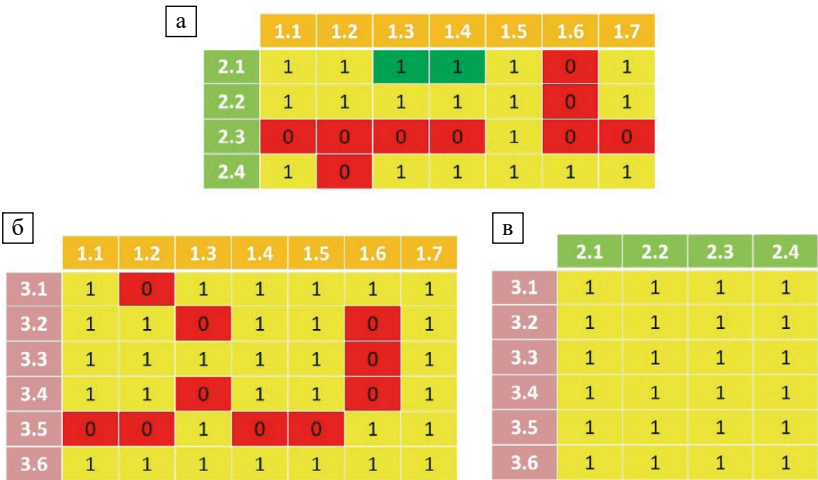 а
1.1 1.2 1.3 1.4 1.5 1.6 1.7
2.1 1 1 1 1 1 0 1
2.2 1 1 1 1 1 0 1
2.3 0 0 0 0 1 0 0
2.4 1 0 1 1 1 1 1
б
1.1 1.2 1.3 1.4 1.5 1.6 1.7
3.1 1 0 1 1 1 1 1
3.2 1 1 0 1 1 0 1
3.3 1 1 1 1 1 0 1
3.4 1 1 0 1 1 0 1
3.5 0 0 1 0 0 1 1
3.6 1 1 1 1 1 1 1
в
2.1 2.2 2.3 2.4
3.1 1 1 1 1
3.2 1 1 1 1
3.3 1 1 1 1
3.4 1 1 1 1
3.5 1 1 1 1
3.6 1 1 1 1